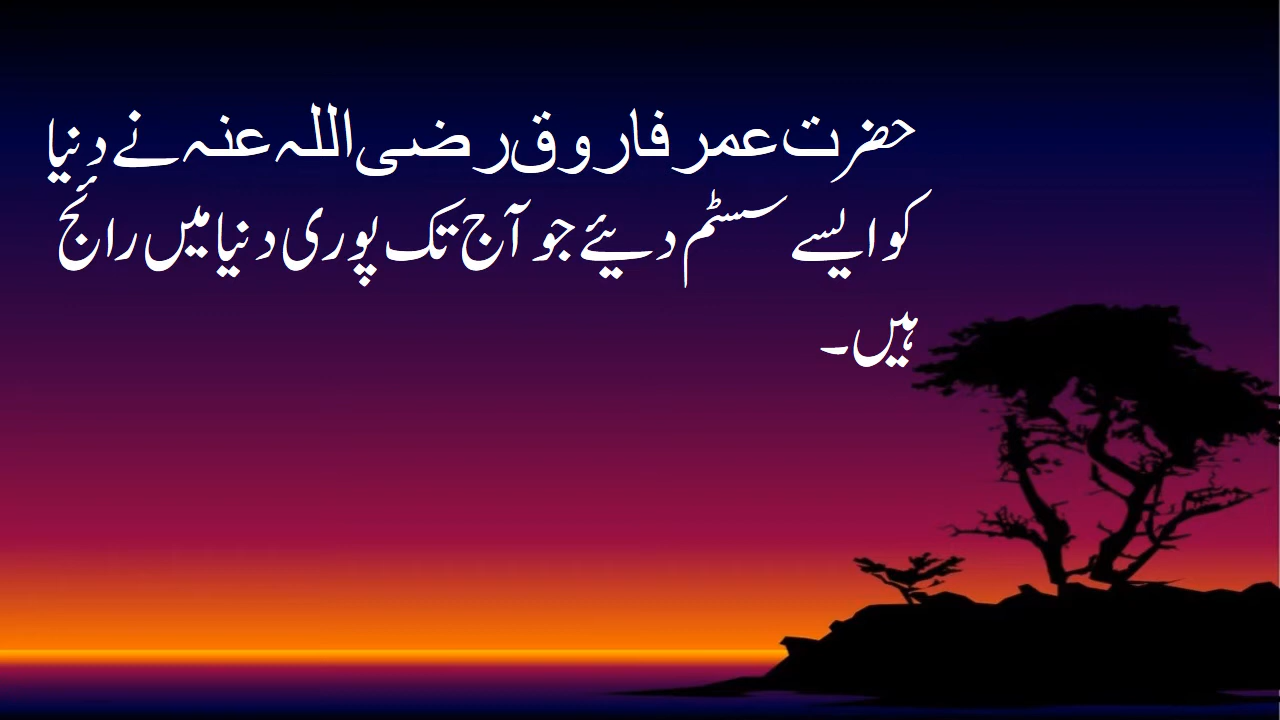 حضرت عمر فاروق رضی اللہ عنہ نے دنیا
کو ایسے سسٹم دیئے جو آج تک پوری دنیا میں رائج
ہیں۔